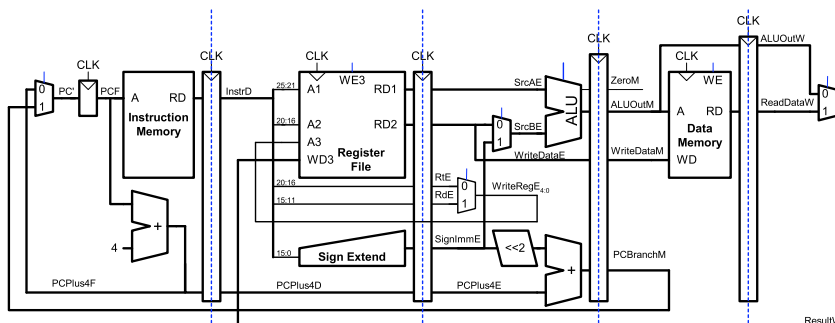 CLK
CLK
CLK
CLK
CLK
CLK
ALUOutW
0
1
PC'
PCF
A RD
Instruction
Memory
InstrD
25:21
A1
WE3
RD1
20:16
A2
RD2
A3
WD3
Register
File
SrcAE
0
1
SrcBE
ALU
ZeroM
ALUOutM
WE
A RD
Data
Memory
WD
ReadDataW
0
1
WriteDataE
WriteDataM
20:16
RtE
0
15:11
RdE
1
WriteRegE4:0
4
+
15:0
Sign Extend
SignImmE
<<2
+
PCBranchM
PCPlus4F
PCPlus4D
PCPlus4E